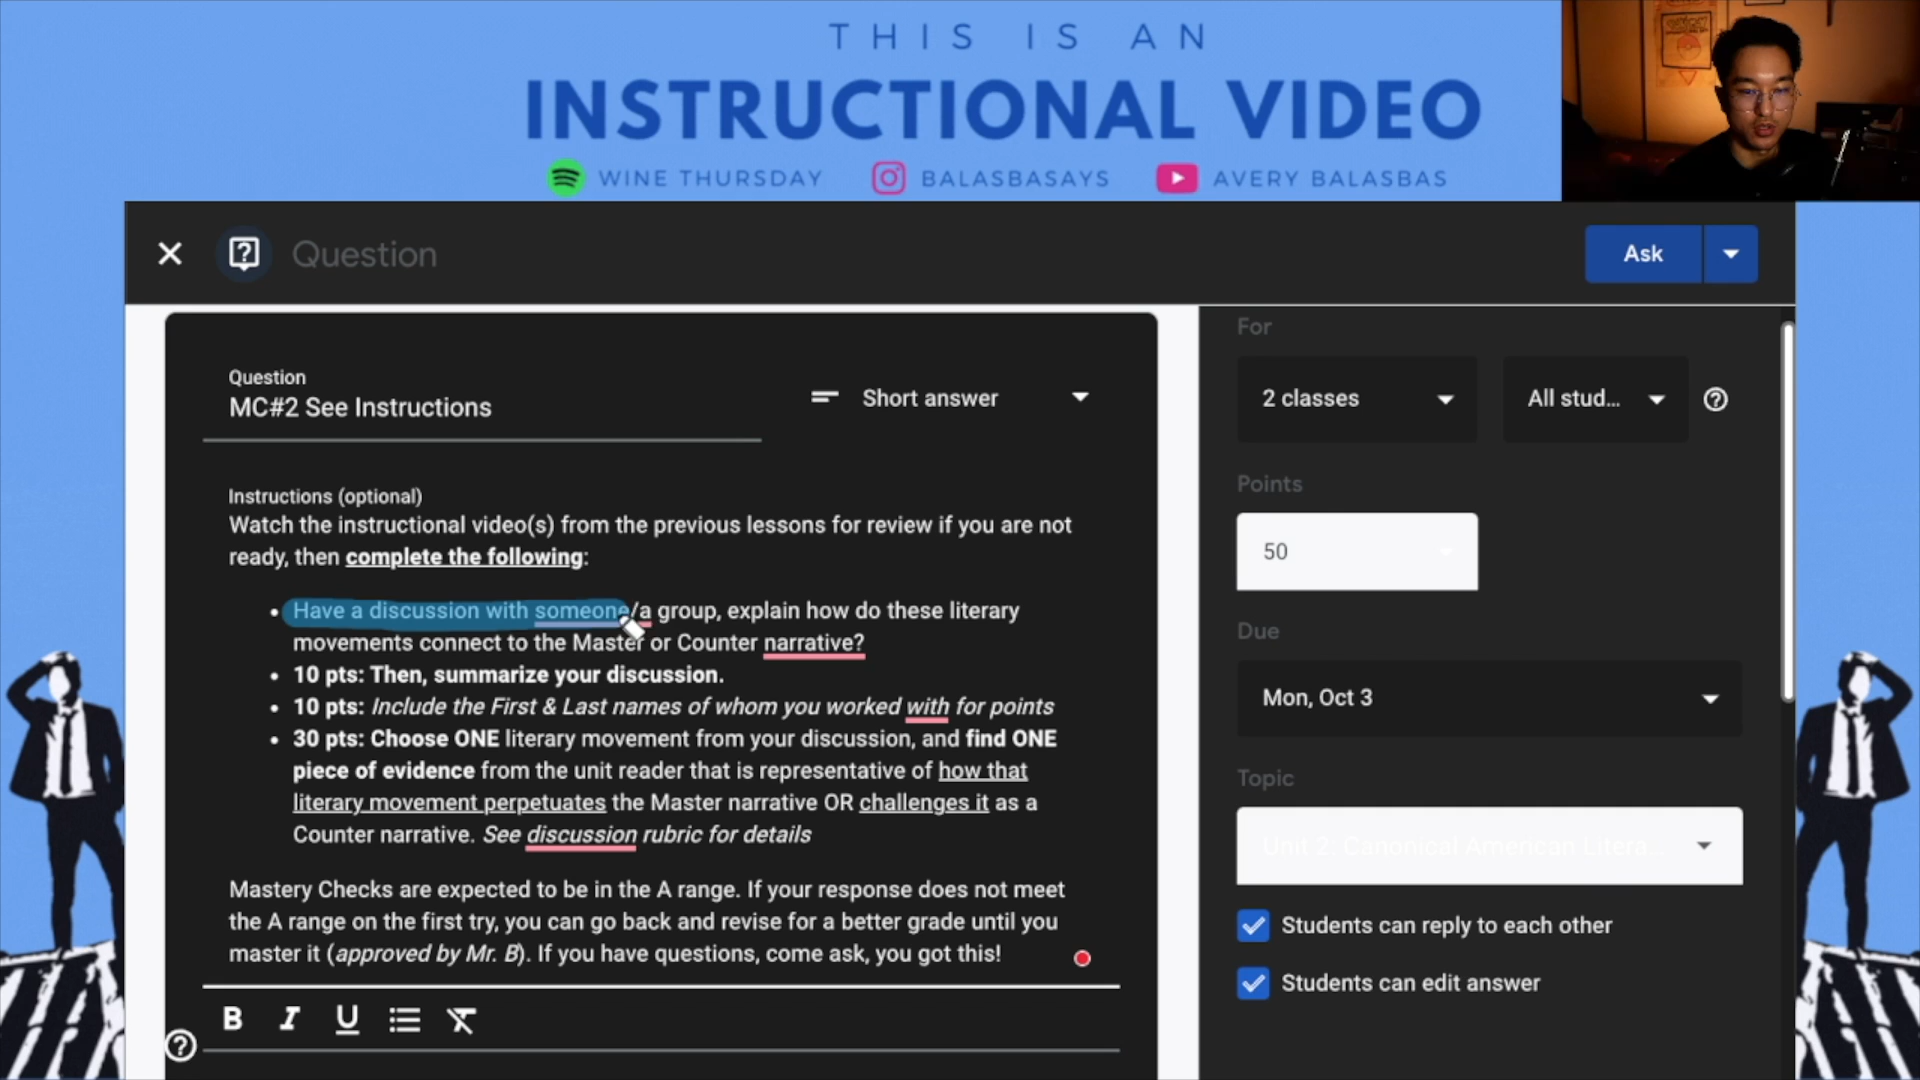 THIS IS AN
INSTRUCTIONAL VIDEO
WINE THURSDAY BALASBASAYS AVERY BALASBAS
Question
Ask
Question
MC#2 See Instructions
Short answer
Instructions (optional)
Watch the instructional video(s) from the previous lessons for review if you are not
ready, then complete the following:
• Have a discussion with someone/a group, explain how do these literary
movements connect to the Master or Counter narrative?
• 10 pts: Then, summarize your discussion.
• 10 pts: Include the First & Last names of whom you worked with for points
• 30 pts: Choose ONE literary movement from your discussion, and find ONE
piece of evidence from the unit reader that is representative of how that
literary movement perpetuates the Master narrative OR challenges it as a
Counter narrative. See discussion rubric for details
Mastery Checks are expected to be in the A range. If your response does not meet
the A range on the first try, you can go back and revise for a better grade until you
master it (approved by Mr. B). If you have questions, come ask, you got this!
B I U
For
2 classes
All stud...
Points
50
Due
Mon, Oct 3
Topic
Unit 2: Canonical American Litera...
Students can reply to each other
Students can edit answer